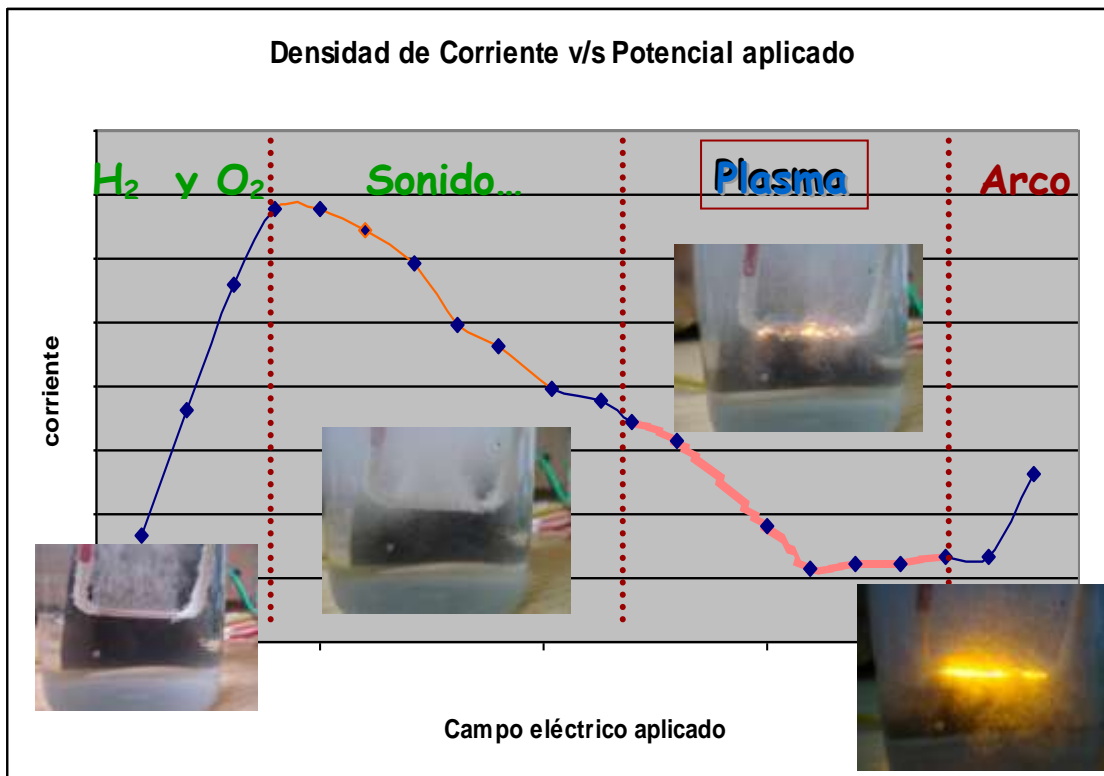 Densidad de Corriente v/s Potencial aplicado
H₂ y O₂
Sonido...
Plasma
Arco
corriente
Campo eléctrico aplicado